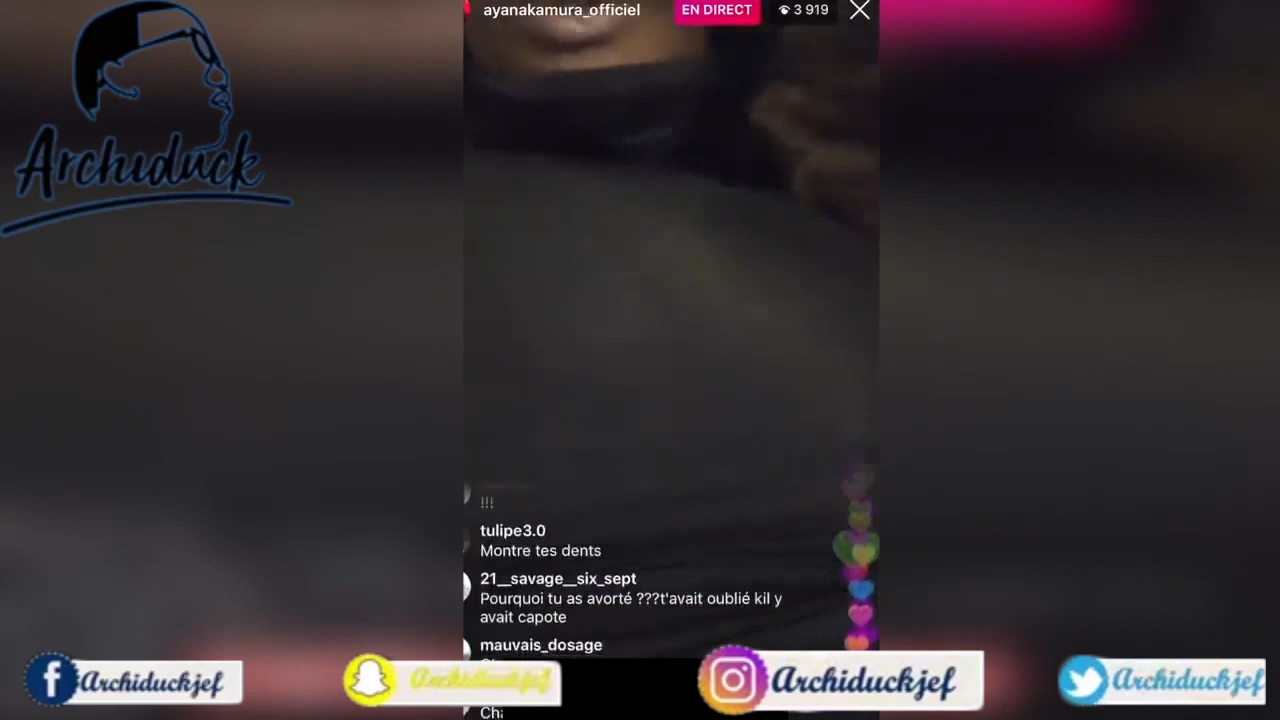 ayanakamura_officiel EN DIRECT 3 919
Archiduck
!!!
tulipe3.0
Montre tes dents
21__savage__six_sept
Pourquoi tu as avorté ???t'avait oublié kil y
avait capote
mauvais_dosage
Archiduckjef Archiduckjef Archiduckjef Archiduckjef